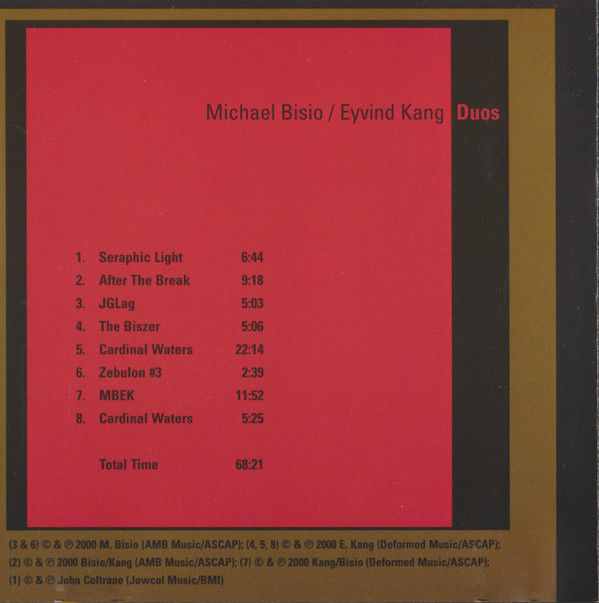 Michael Bisio / Eyvind Kang Duos
1. Seraphic Light 6:44
2. After The Break 9:18
3. JGLag 5:03
4. The Biszer 5:06
5. Cardinal Waters 22:14
6. Zebulon #3 2:39
7. MBEK 11:52
8. Cardinal Waters 5:25
Total Time 68:21
(3 & 6) © & ℗ 2000 M. Bisio (AMB Music/ASCAP); (4, 5, 8) © & ℗ 2000 E. Kang (Deformed Music/ASCAP);
(2) © & ℗ 2000 Bisio/Kang (AMB Music/ASCAP); (7) © & ℗ 2000 Kang/Bisio (Deformed Music/ASCAP);
(1) © & ℗ John Coltrane (Jowcol Music/BMI)